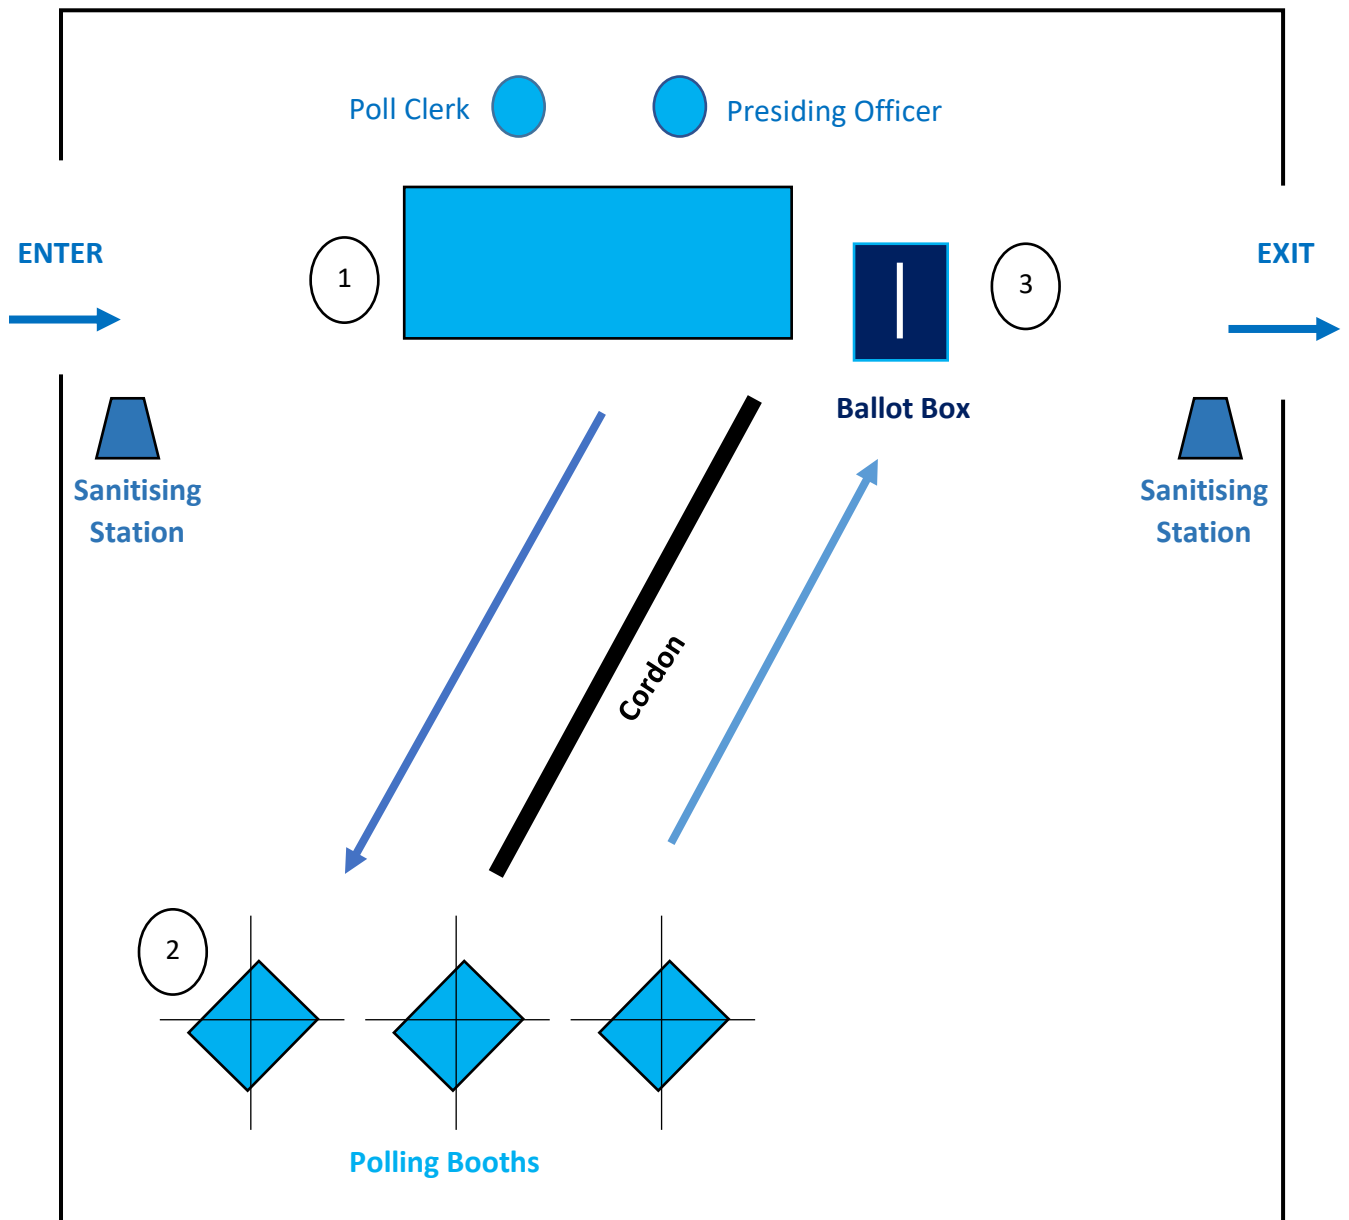 Poll Clerk
Presiding Officer
ENTER
1
3
EXIT
Ballot Box
Sanitising
Station
Sanitising
Station
Cordon
2
Polling Booths